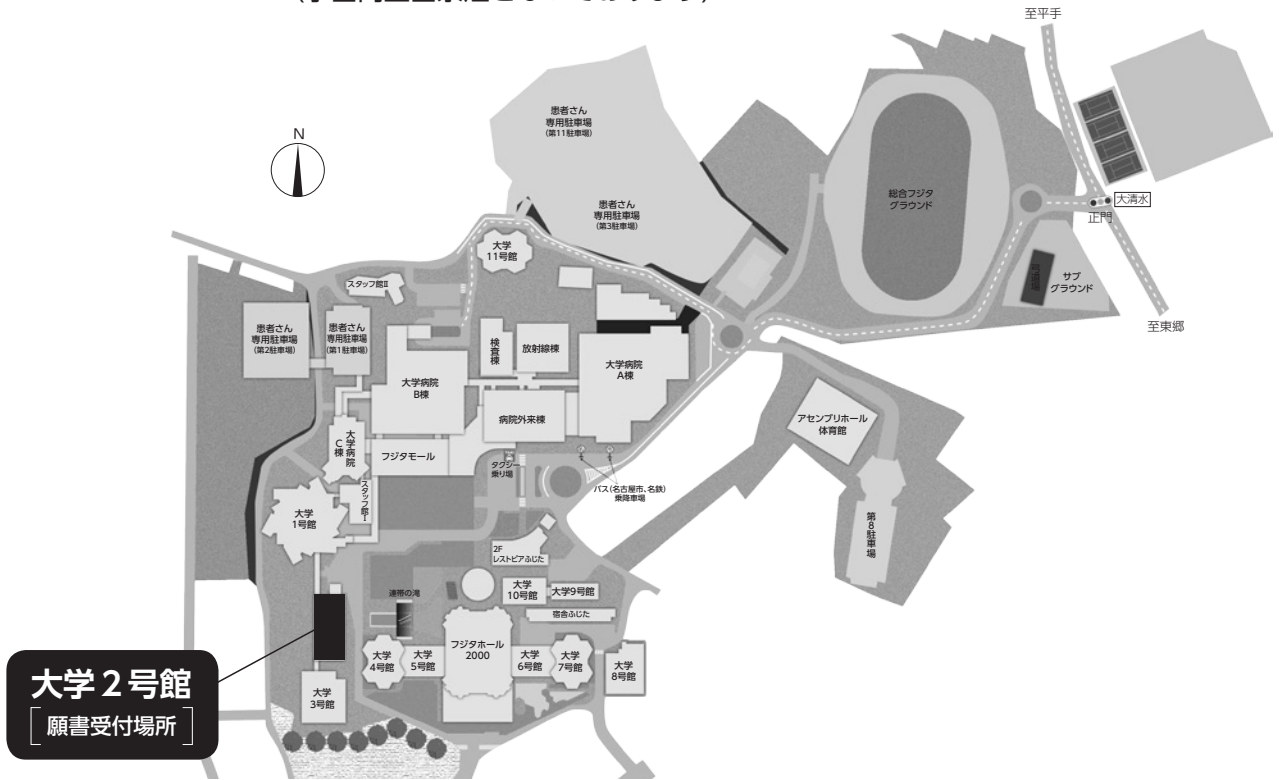 至平手
患者さん
専用駐車場
(第11駐車場)
N
総合フジタ
グラウンド
大清水
正門
患者さん
専用駐車場
(第3駐車場)
大学
11号館
サブ
グラウンド
スタッフ館Ⅱ
至東郷
患者さん
専用駐車場
(第2駐車場)
患者さん
専用駐車場
(第1駐車場)
検査棟
放射線棟
大学病院
A棟
大学病院
B棟
アセンブリホール
体育館
病院外来棟
大学病院
C棟
フジタモール
タクシー
乗り場
バス(名古屋市、名鉄)
乗降車場
スタッフ館Ⅰ
大学
1号館
第8駐車場
2F
レストピアふじた
大学
10号館
大学9号館
連帯の滝
宿舎ふじた
フジタホール
2000
大学
4号館
大学
5号館
大学
6号館
大学
7号館
大学
8号館
大学2号館
願書受付場所
大学
3号館